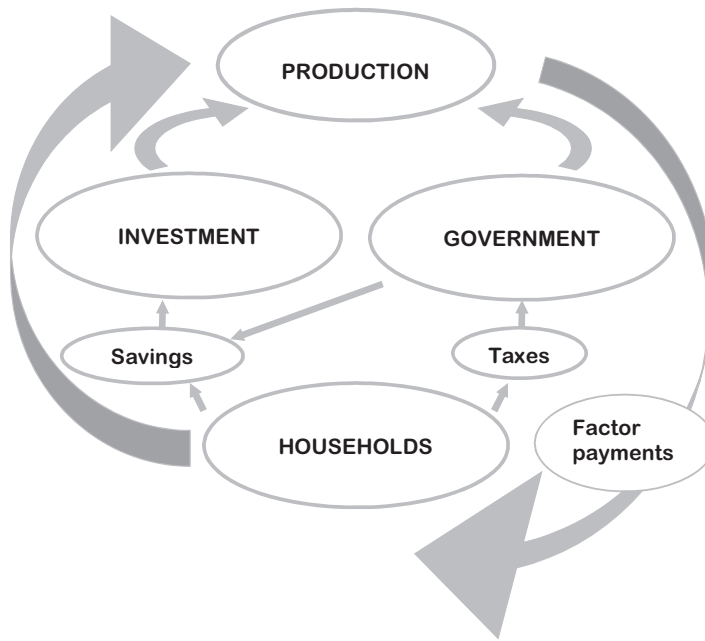 PRODUCTION
INVESTMENT
GOVERNMENT
Savings
Taxes
HOUSEHOLDS
Factor
payments